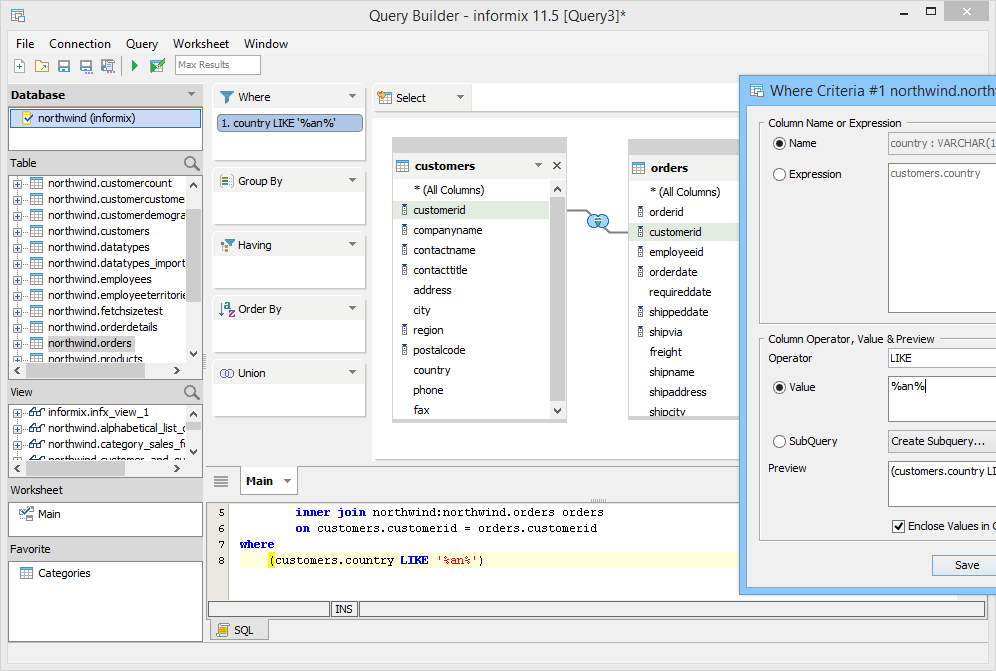 Query Builder - informix 11.5 [Query3]*
File Connection Query Worksheet Window
Max Results
Database
northwind (informix)
Table
northwind.customercount
northwind.customercustome
northwind.customerdemogra
northwind.customers
northwind.datatypes
northwind.datatypes_import
northwind.employees
northwind.employeeterritorie
northwind.fetchsizetest
northwind.orderdetails
northwind.orders
northwind.products
View
informix.infx_view_1
northwind.alphabetical_list_o
northwind.category_sales_f
northwind.customer_and_su
Worksheet
Main
Favorite
Categories
Where
1. country LIKE '%an%'
Group By
Having
Order By
Union
Select
customers
* (All Columns)
customerid
companyname
contactname
contacttitle
address
city
region
postalcode
country
phone
fax
orders
* (All Columns)
orderid
customerid
employeeid
orderdate
requireddate
shippeddate
shipvia
freight
shipname
shipaddress
shipcity
Main
5 inner join northwind:northwind.orders orders
6 on customers.customerid = orders.customerid
7 where
8 (customers.country LIKE '%an%')
INS
SQL
Where Criteria #1 northwind.north
Column Name or Expression
Name country : VARCHAR(1
Expression customers.country
Column Operator, Value & Preview
Operator LIKE
Value %an%
SubQuery Create Subquery...
Preview (customers.country LI
Enclose Values in
Save